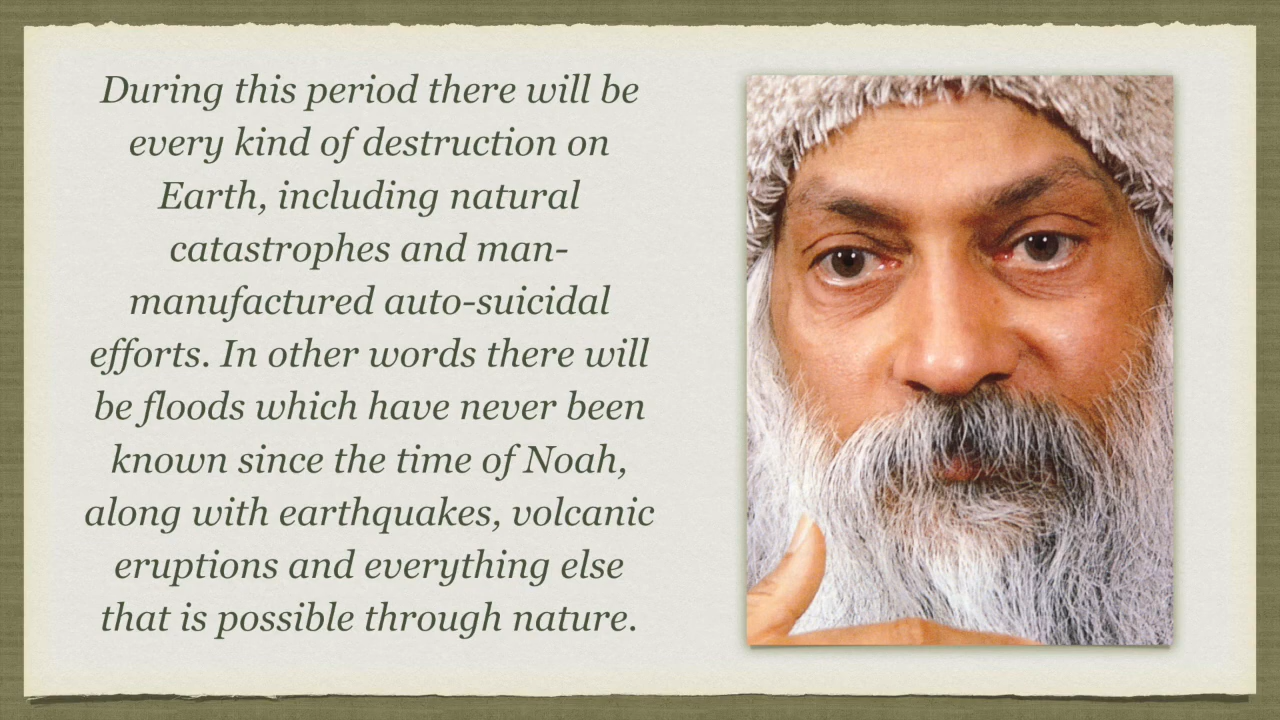 During this period there will be
every kind of destruction on
Earth, including natural
catastrophes and man-
manufactured auto-suicidal
efforts. In other words there will
be floods which have never been
known since the time of Noah,
along with earthquakes, volcanic
eruptions and everything else
that is possible through nature.